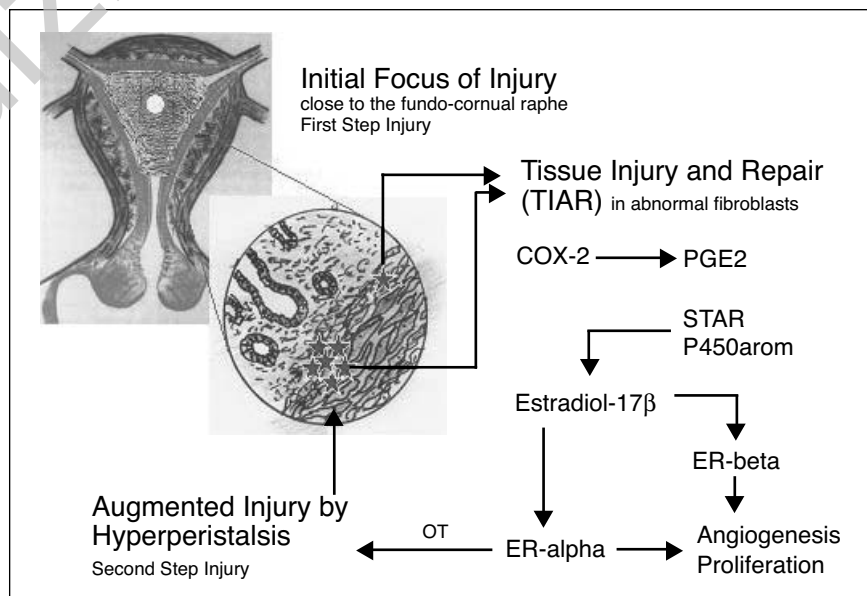 Initial Focus of Injury
close to the fundo-cornual raphe
First Step Injury
Tissue Injury and Repair
(TIAR) in abnormal fibroblasts
COX-2
PGE2
STAR
P450arom
Estradiol-17β
ER-beta
Augmented Injury by
Hyperperistalsis
Second Step Injury
OT
ER-alpha
Angiogenesis
Proliferation